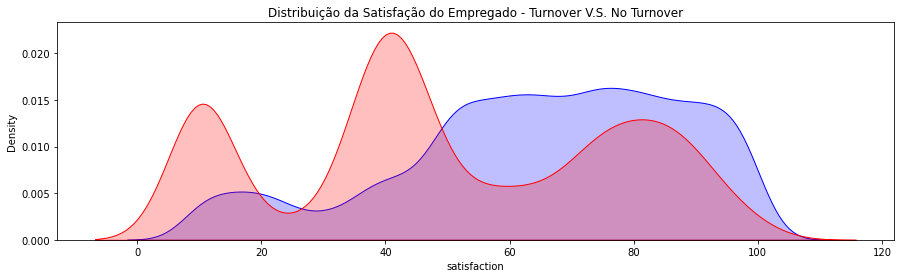 Distribuição da Satisfação do Empregado - Turnover V.S. No Turnover
0.020
0.015
0.010
0.005
0.000
Density
0 20 40 60 80 100 120
satisfaction